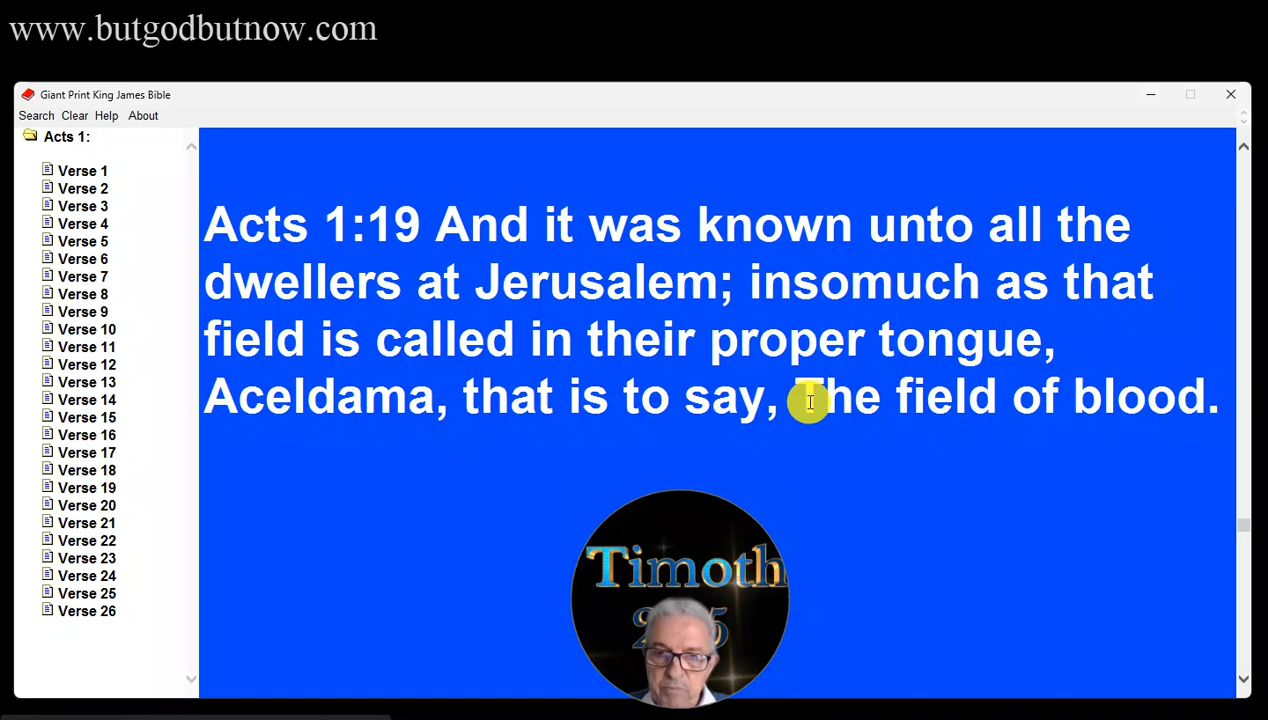 www.butgodbutnow.com
Giant Print King James Bible
Search Clear Help About
Acts 1:
Verse 1
Verse 2
Verse 3
Verse 4
Verse 5
Verse 6
Verse 7
Verse 8
Verse 9
Verse 10
Verse 11
Verse 12
Verse 13
Verse 14
Verse 15
Verse 16
Verse 17
Verse 18
Verse 19
Verse 20
Verse 21
Verse 22
Verse 23
Verse 24
Verse 25
Verse 26
Acts 1:19 And it was known unto all the
dwellers at Jerusalem; insomuch as that
field is called in their proper tongue,
Aceldama, that is to say, The field of blood.
Timoth